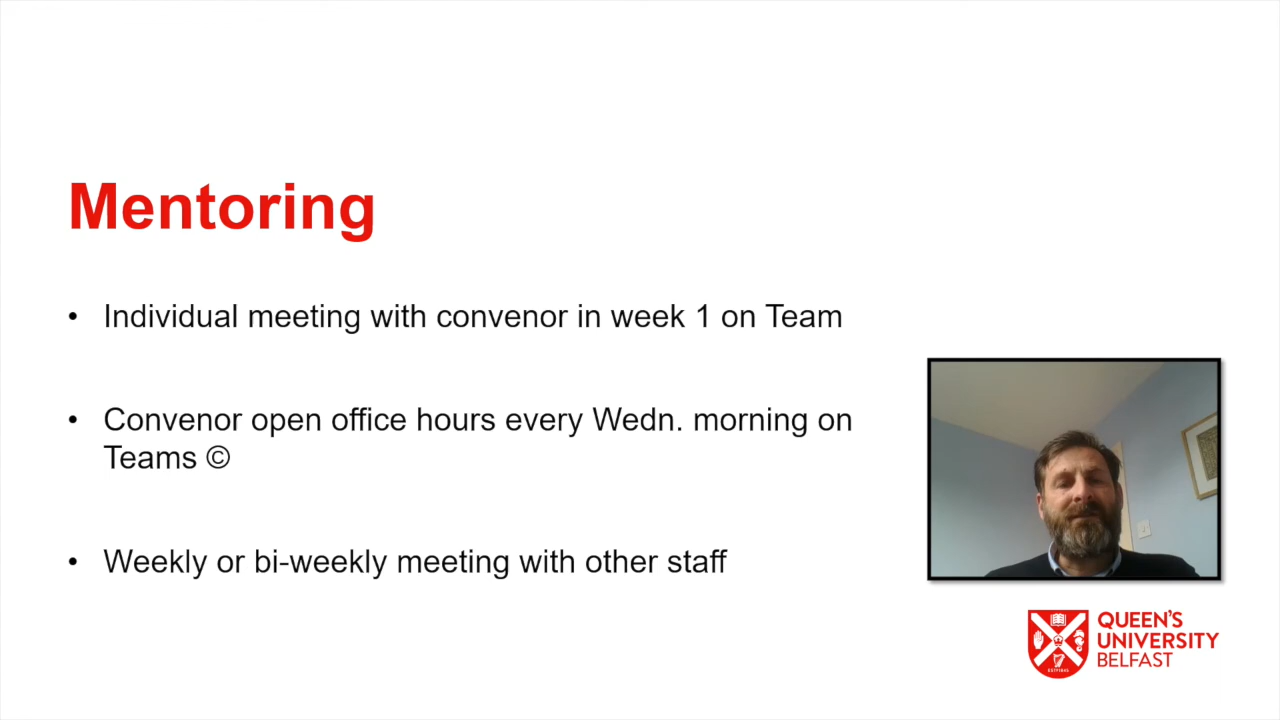 Mentoring
• Individual meeting with convenor in week 1 on Team
• Convenor open office hours every Wedn. morning on
Teams ©
• Weekly or bi-weekly meeting with other staff
QUEEN'S
UNIVERSITY
BELFAST